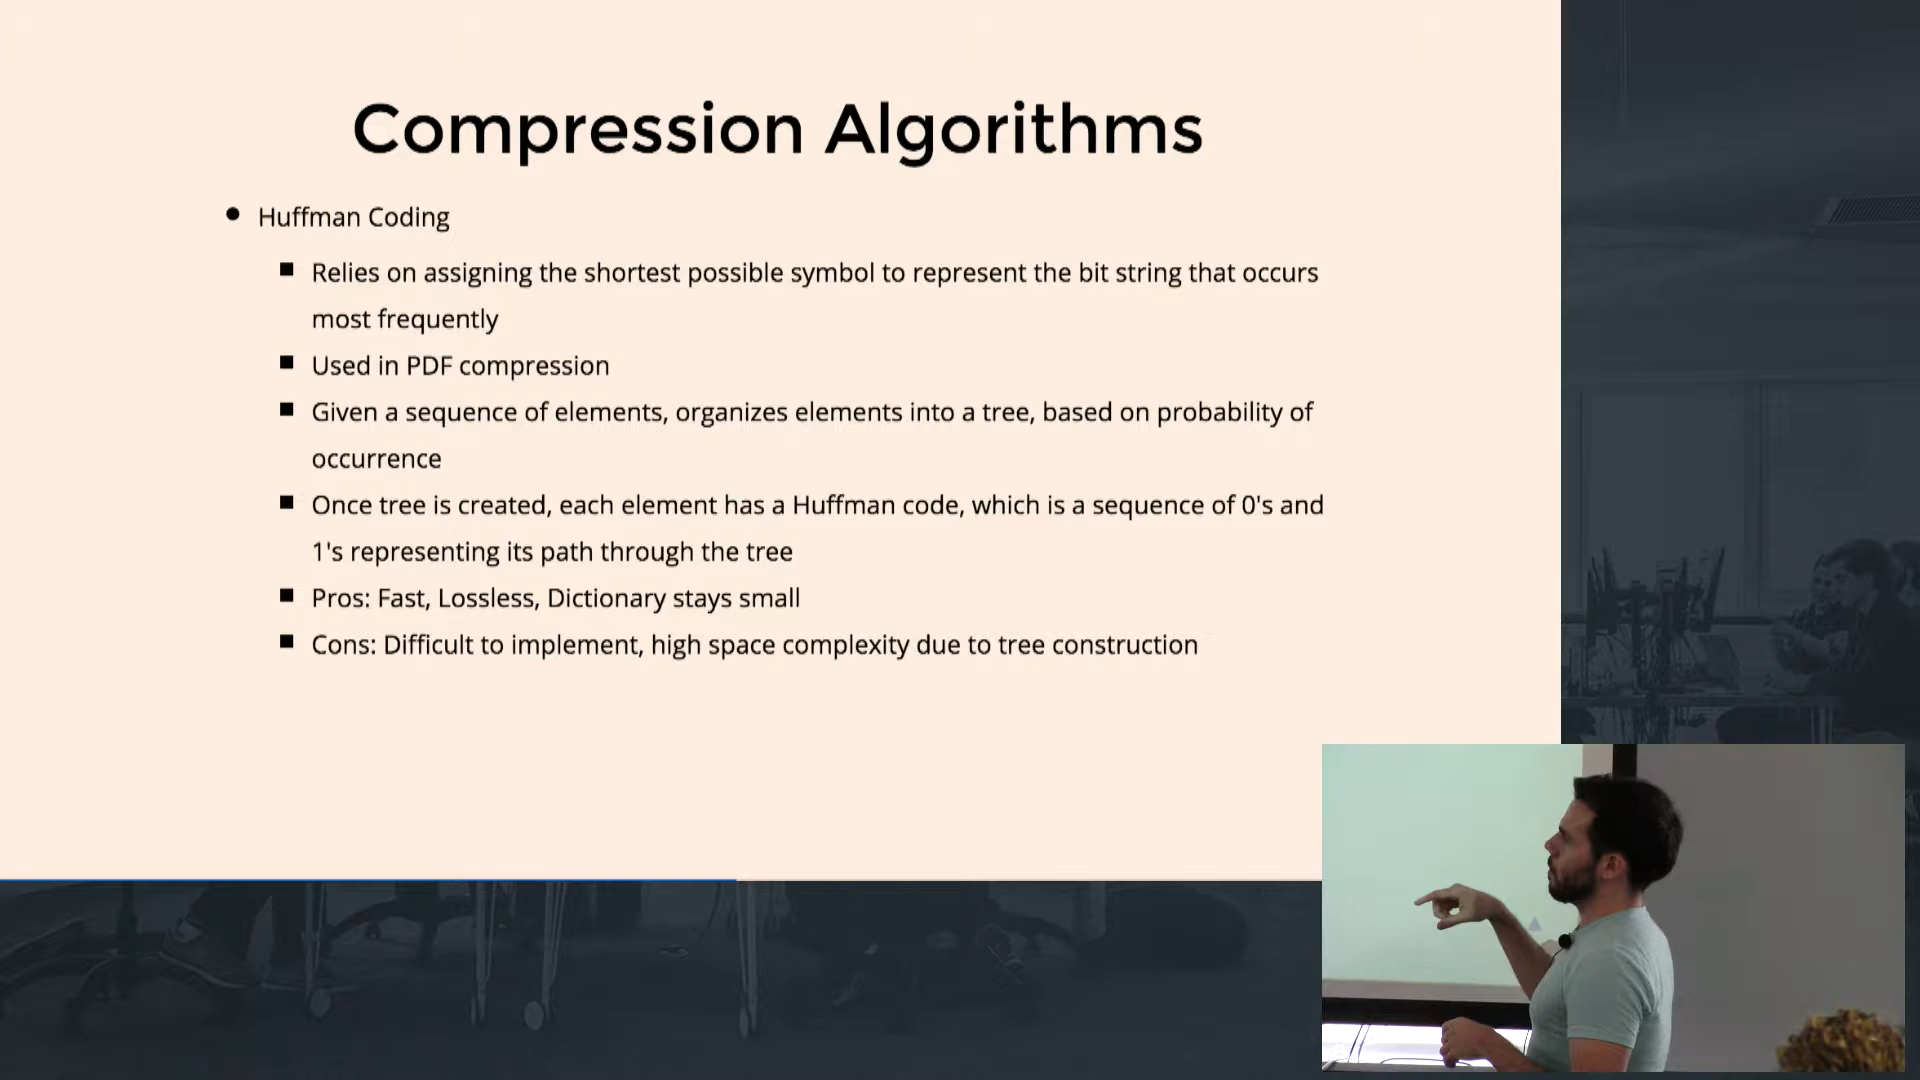 Compression Algorithms
Huffman Coding
Relies on assigning the shortest possible symbol to represent the bit string that occurs
most frequently
Used in PDF compression
Given a sequence of elements, organizes elements into a tree, based on probability of
occurrence
Once tree is created, each element has a Huffman code, which is a sequence of 0's and
1's representing its path through the tree
Pros: Fast, Lossless, Dictionary stays small
Cons: Difficult to implement, high space complexity due to tree construction